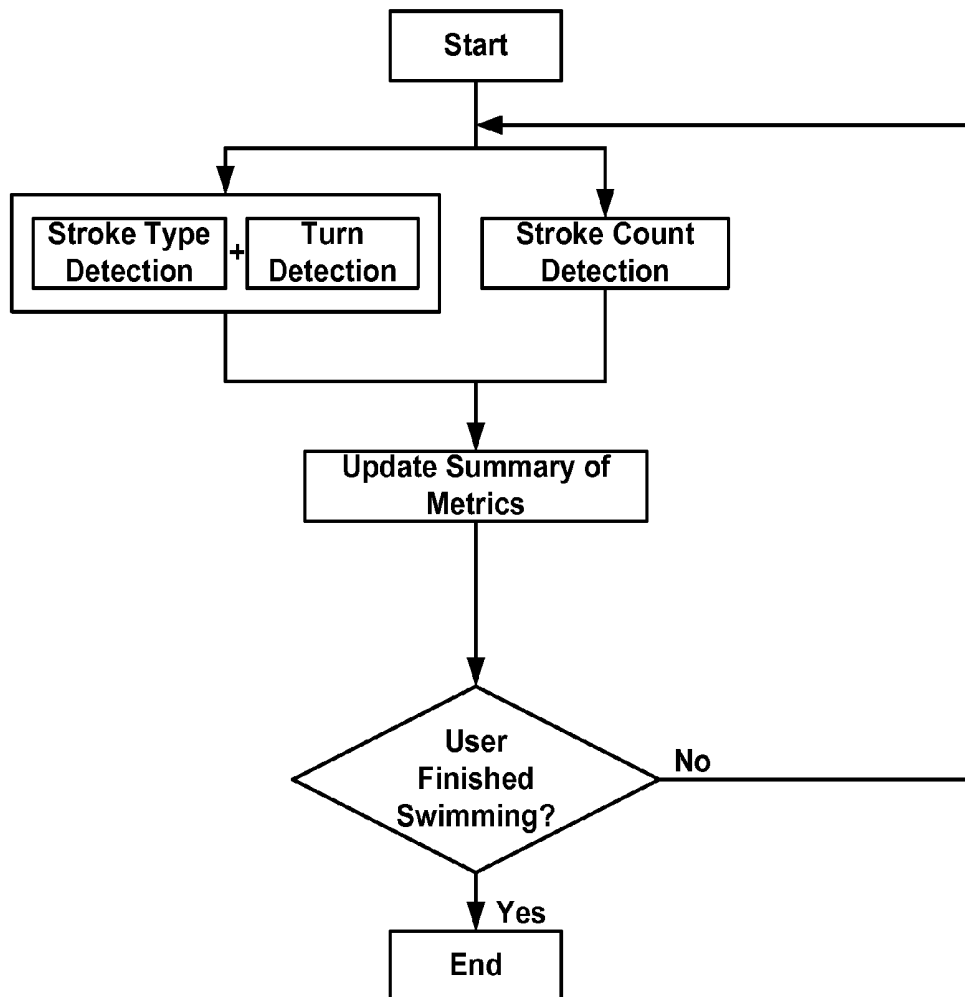 Start
Stroke Type
Detection
+
Turn
Detection
Stroke Count
Detection
Update Summary of
Metrics
User
Finished
Swimming?
No
Yes
End